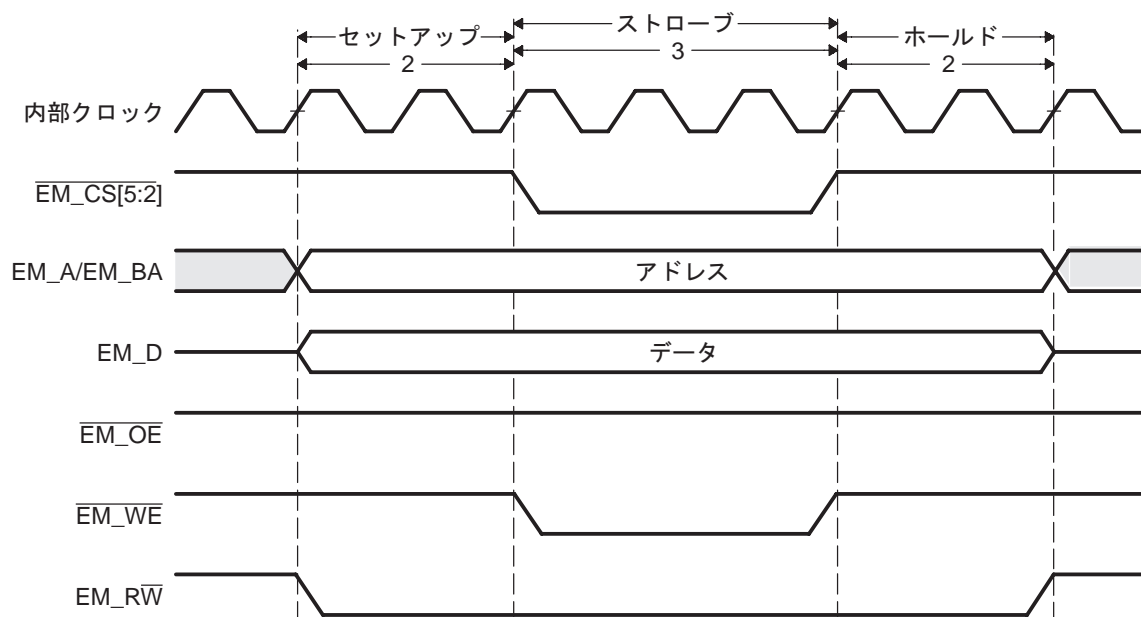 セットアップ
2
ストローブ
3
ホールド
2
内部クロック
EM_CS[5:2]
EM_A/EM_BA
アドレス
EM_D
データ
EM_OE
EM_WE
EM_RW